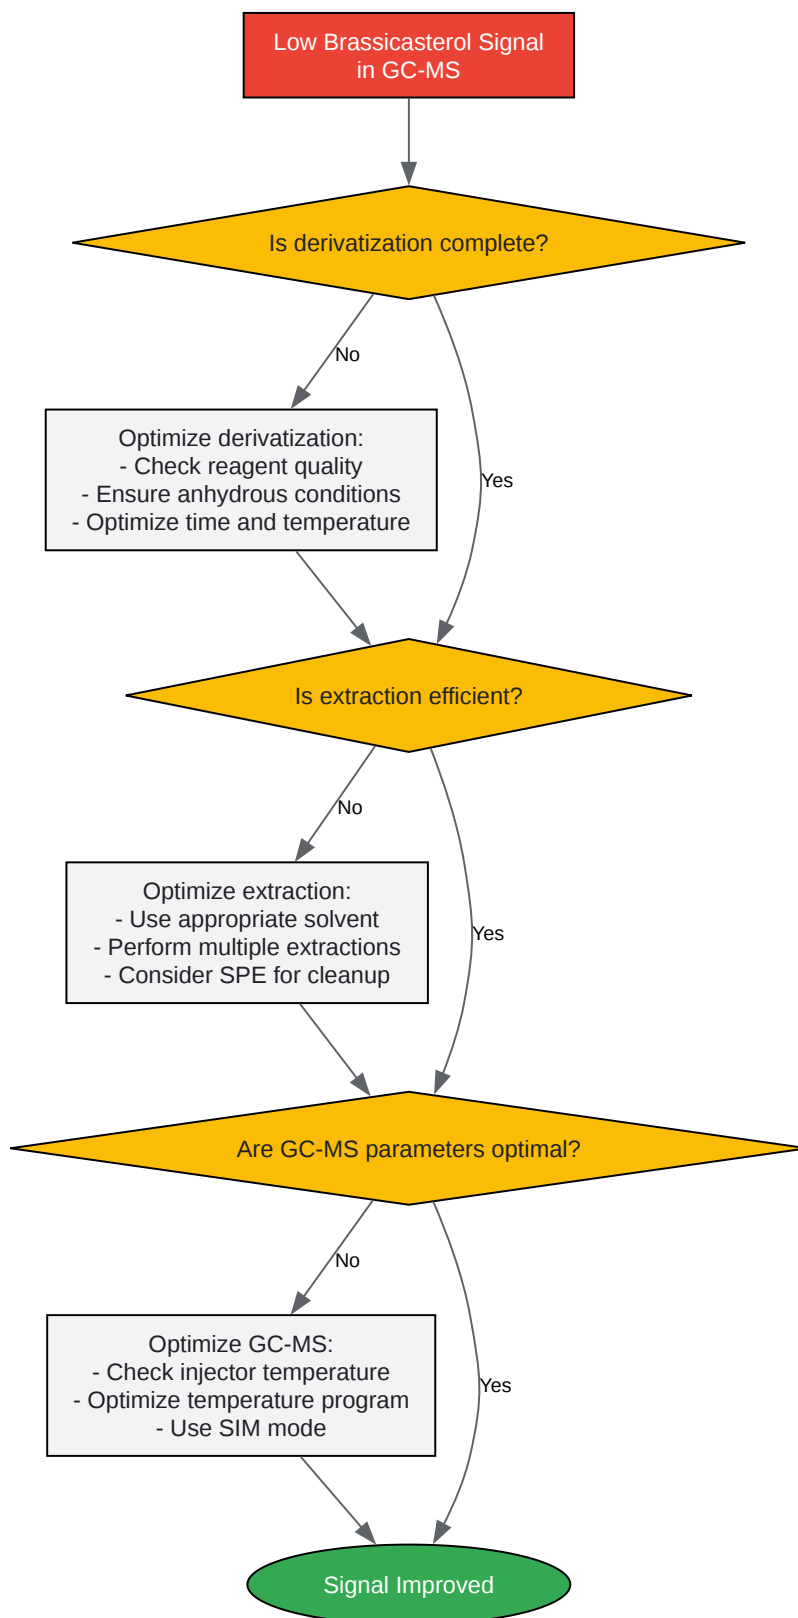 Low Brassicasterol Signal
in GC-MS
Is derivatization complete?
No
Optimize derivatization:
- Check reagent quality
- Ensure anhydrous conditions
- Optimize time and temperature
Yes
Is extraction efficient?
No
Optimize extraction:
- Use appropriate solvent
- Perform multiple extractions
- Consider SPE for cleanup
Yes
Are GC-MS parameters optimal?
No
Optimize GC-MS:
- Check injector temperature
- Optimize temperature program
- Use SIM mode
Yes
Signal Improved